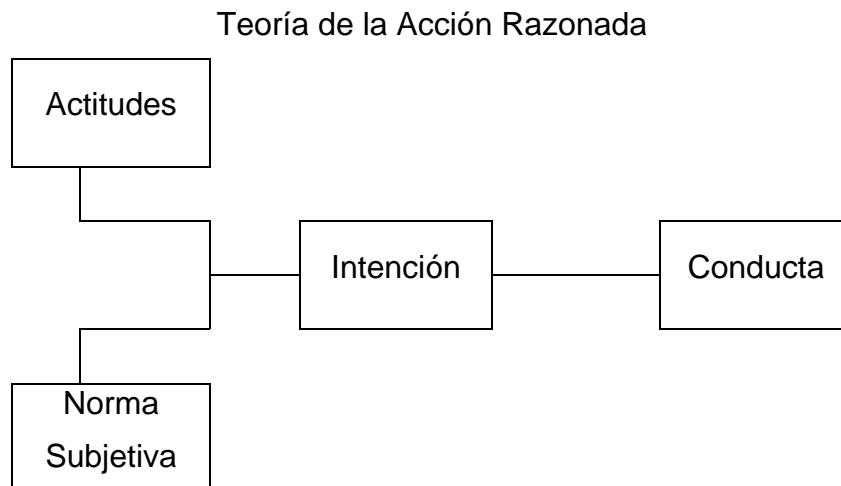 Teoría de la Acción Razonada
Actitudes
Intención
Conducta
Norma
Subjetiva